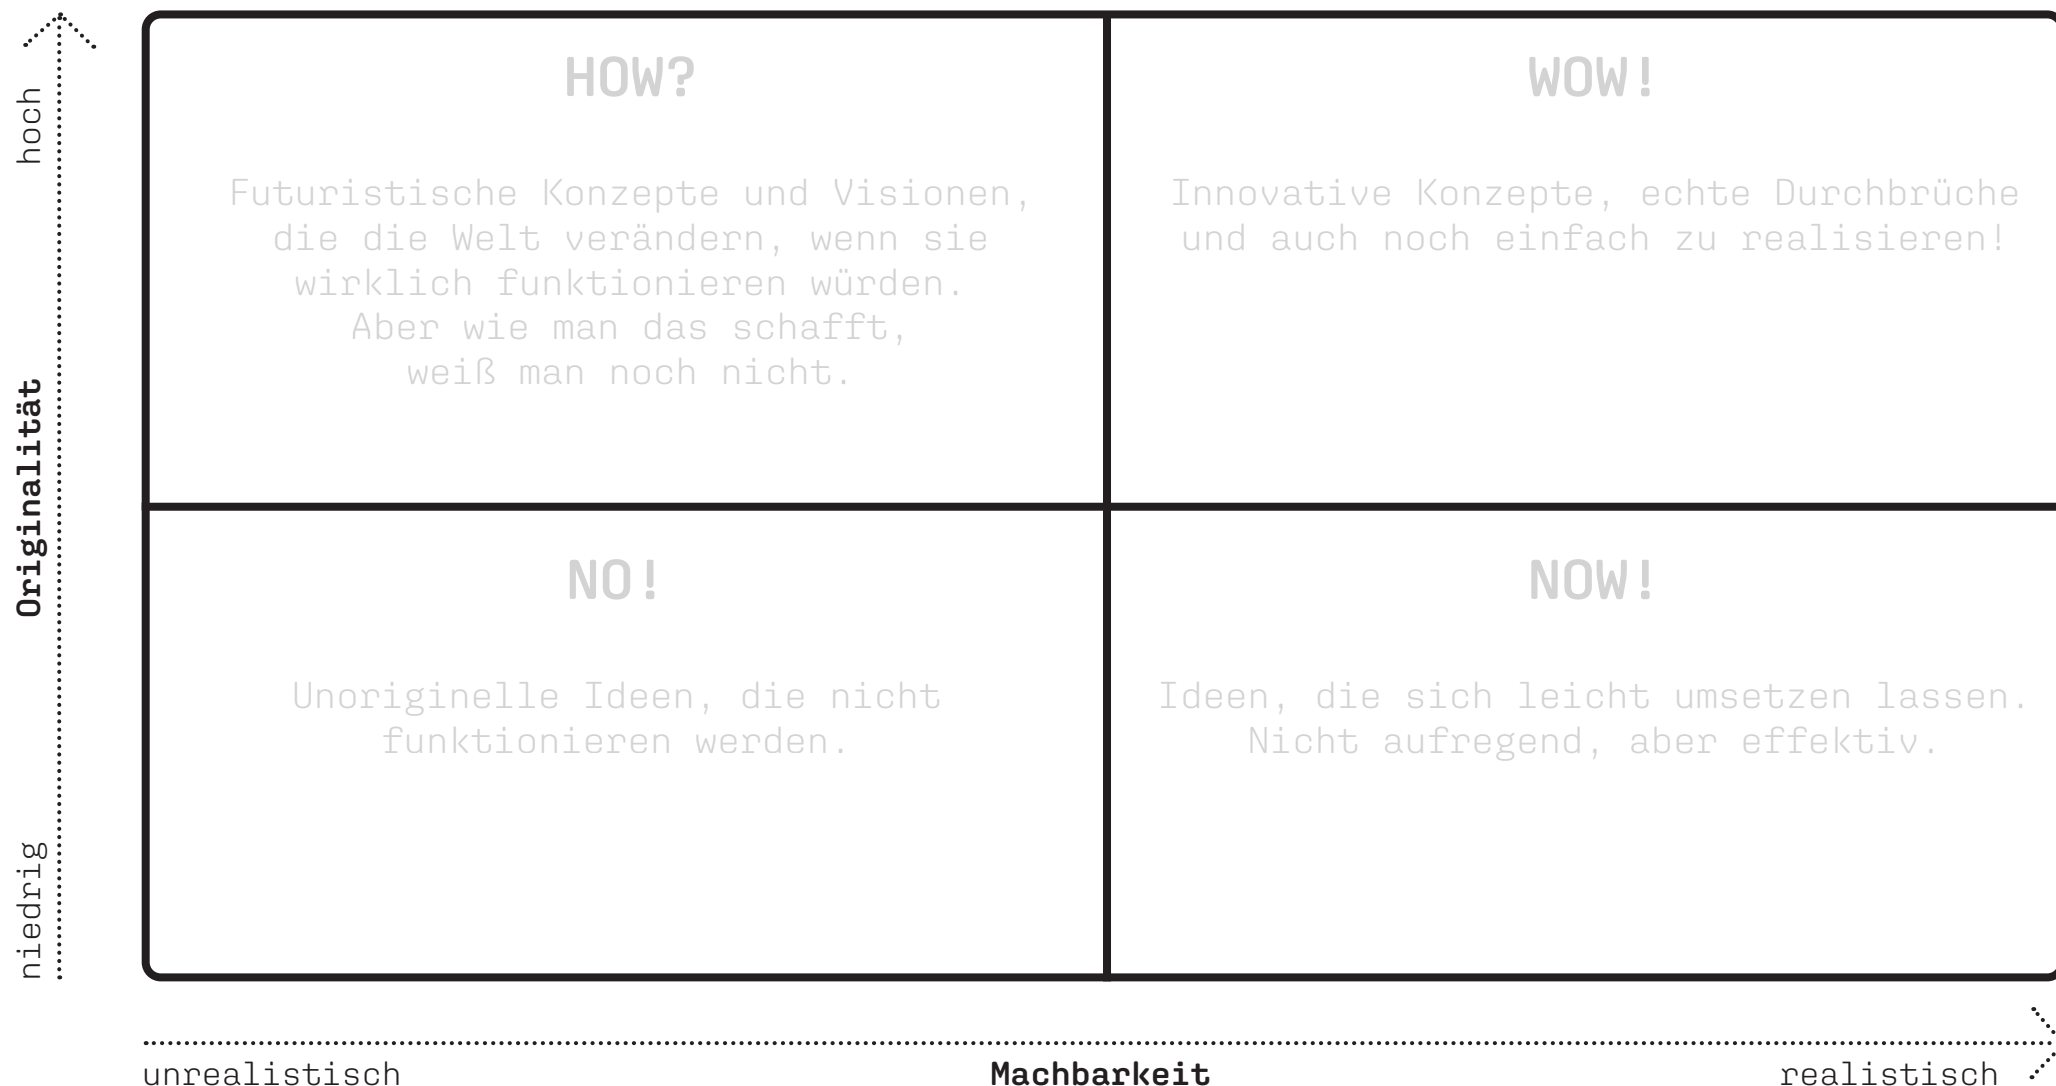 hoch
Originalität
niedrig
HOW?
Futuristische Konzepte und Visionen,
die die Welt verändern, wenn sie
wirklich funktionieren würden.
Aber wie man das schafft,
weiß man noch nicht.
WOW!
Innovative Konzepte, echte Durchbrüche
und auch noch einfach zu realisieren!
NO!
Unoriginelle Ideen, die nicht
funktionieren werden.
NOW!
Ideen, die sich leicht umsetzen lassen.
Nicht aufregend, aber effektiv.
unrealistisch
Machbarkeit
realistisch